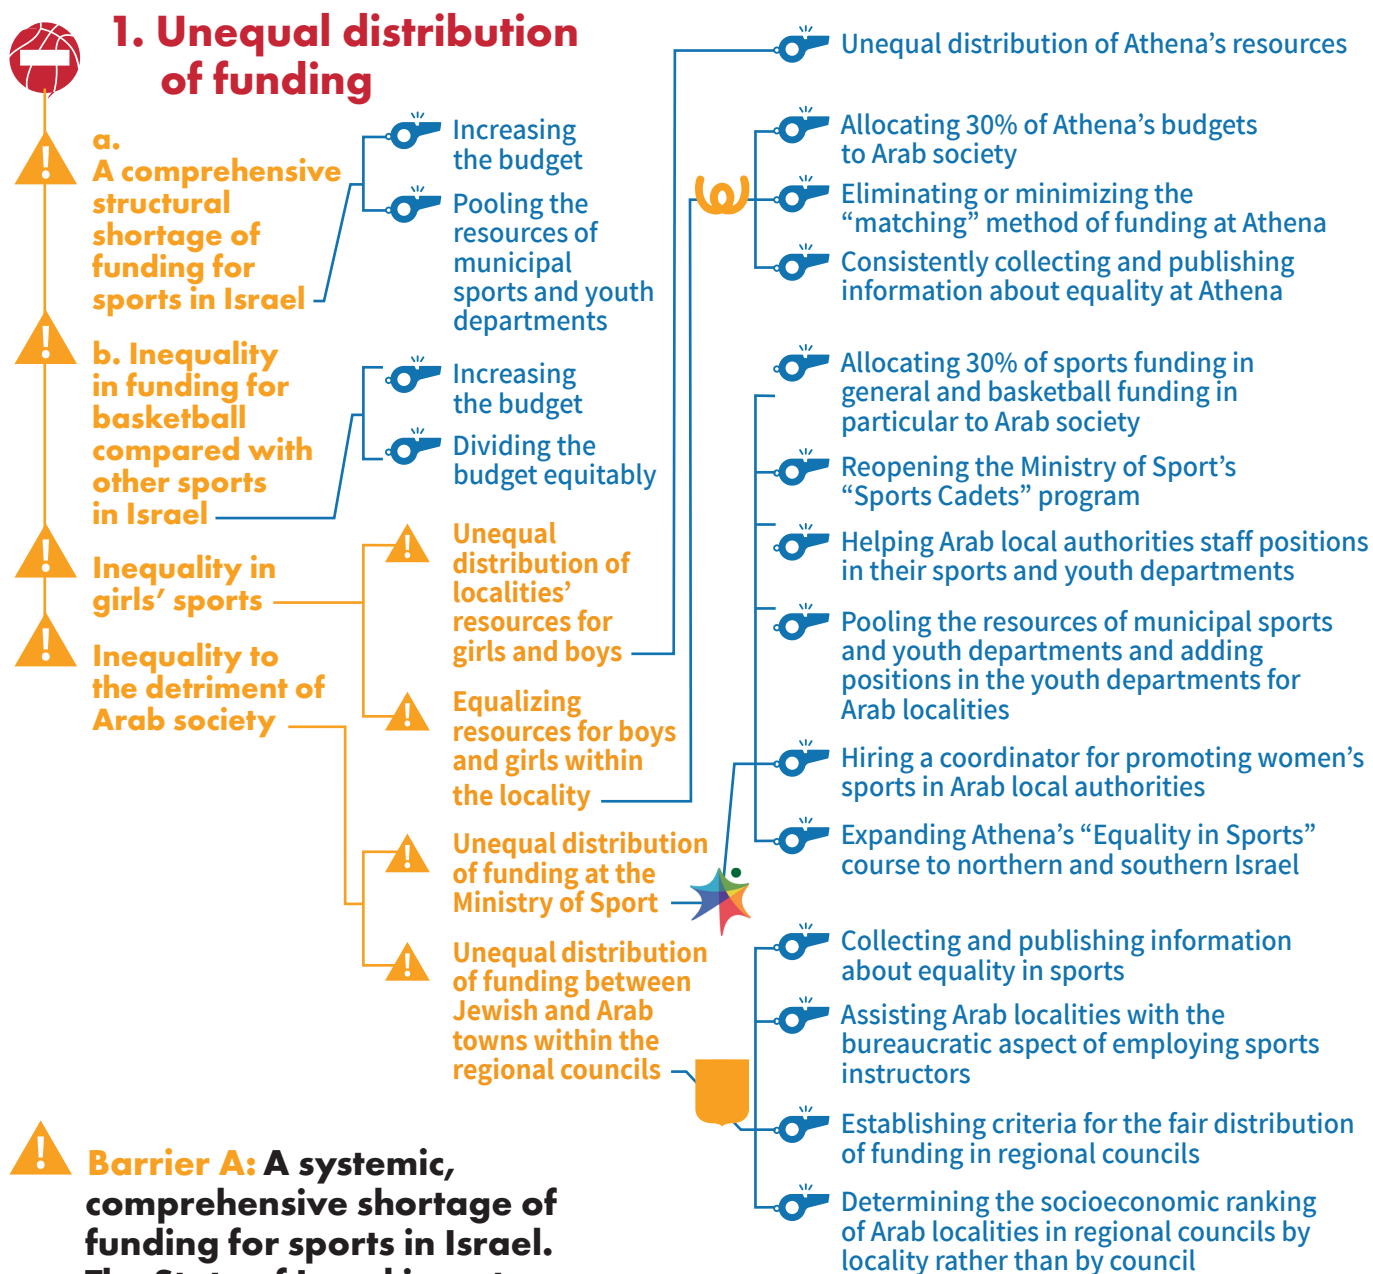 1. Unequal distribution
of funding
a.
A comprehensive
structural
shortage of
funding for
sports in Israel
Increasing
the budget
Pooling the
resources of
municipal
sports and youth
departments
b. Inequality
in funding for
basketball
compared with
other sports
in Israel
Increasing
the budget
Dividing the
budget equitably
Inequality in
girls’ sports
Unequal
distribution of
localities’
resources for
girls and boys
Equalizing
resources for boys
and girls within
the locality
Inequality to
the detriment of
Arab society
Unequal distribution
of funding at the
Ministry of Sport
Unequal distribution
of funding between
Jewish and Arab
towns within the
regional councils
Unequal distribution of Athena’s resources
Allocating 30% of Athena’s budgets
to Arab society
Eliminating or minimizing the
“matching” method of funding at Athena
Consistently collecting and publishing
information about equality at Athena
Allocating 30% of sports funding in
general and basketball funding in
particular to Arab society
Reopening the Ministry of Sport’s
“Sports Cadets” program
Helping Arab local authorities staff positions
in their sports and youth departments
Pooling the resources of municipal sports
and youth departments and adding
positions in the youth departments for
Arab localities
Hiring a coordinator for promoting women’s
sports in Arab local authorities
Expanding Athena’s “Equality in Sports”
course to northern and southern Israel
Collecting and publishing information
about equality in sports
Assisting Arab localities with the
bureaucratic aspect of employing sports
instructors
Establishing criteria for the fair distribution
of funding in regional councils
Determining the socioeconomic ranking
of Arab localities in regional councils by
locality rather than by council
Barrier A: A systemic,
comprehensive shortage of
funding for sports in Israel.